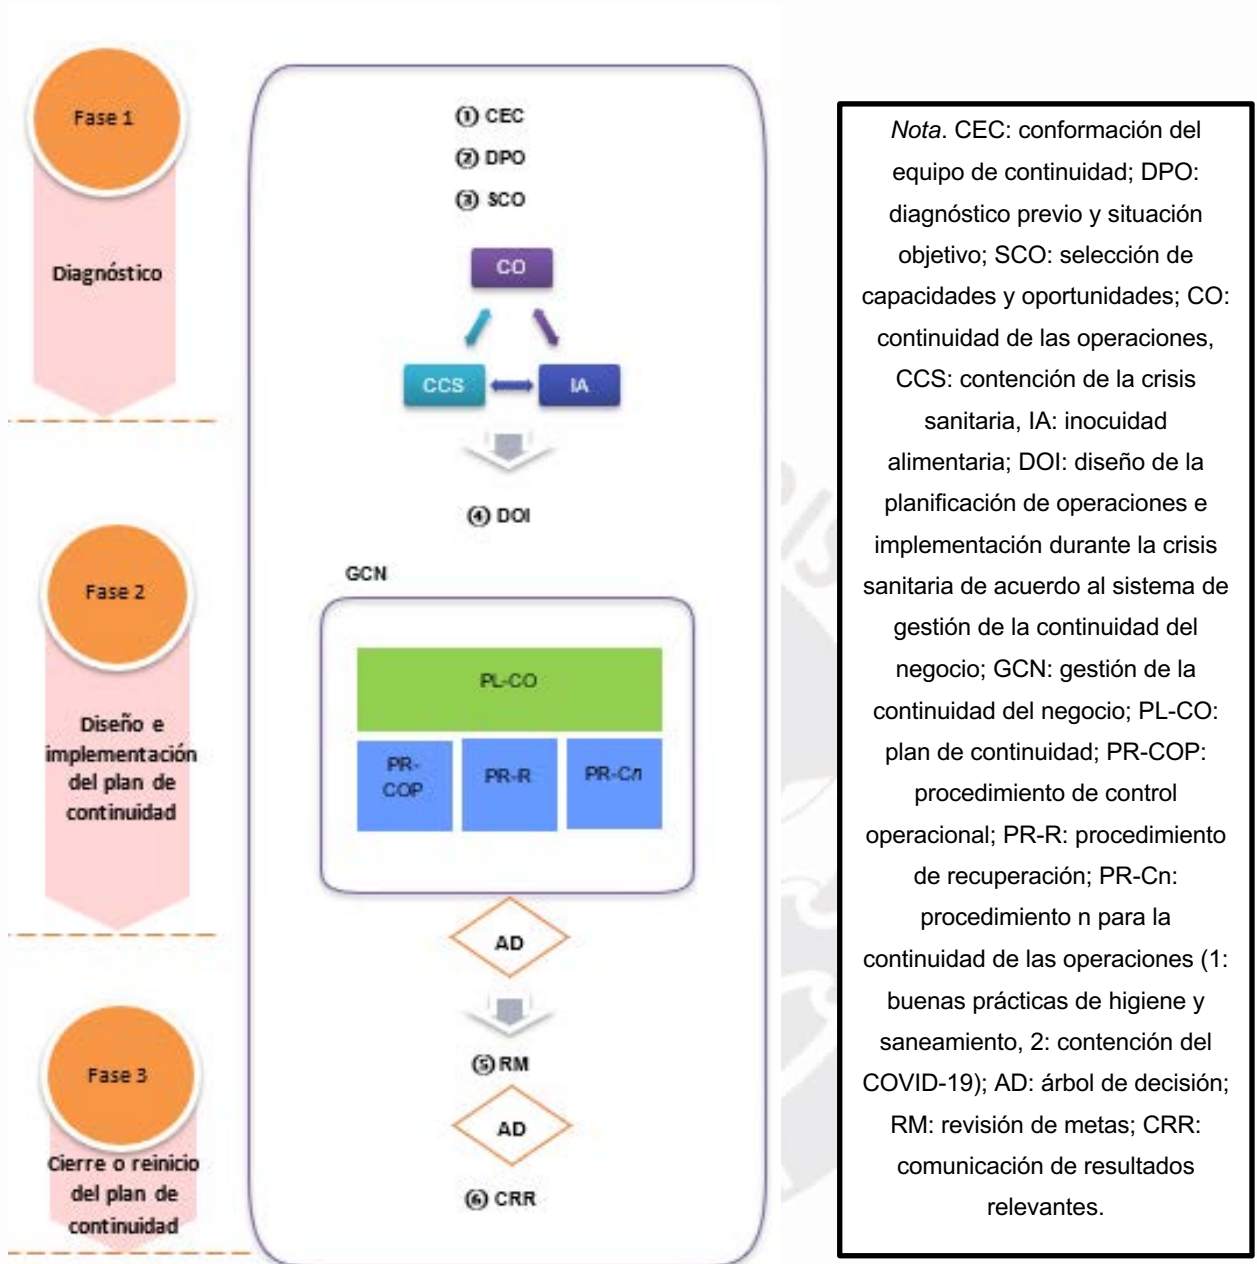 Fase 1
Diagnóstico
① CEC
② DPO
③ SCO
CO
CCS
IA
④ DOI
Fase 2
Diseño e
implementación
del plan de
continuidad
GCN
PL-CO
PR-
COP
PR-R
PR-Cn
AD
Fase 3
Cierre o reinicio
del plan de
continuidad
⑤ RM
AD
⑥ CRR
Nota. CEC: conformación del
equipo de continuidad; DPO:
diagnóstico previo y situación
objetivo; SCO: selección de
capacidades y oportunidades; CO:
continuidad de las operaciones,
CCS: contención de la crisis
sanitaria, IA: inocuidad
alimentaria; DOI: diseño de la
planificación de operaciones e
implementación durante la crisis
sanitaria de acuerdo al sistema de
gestión de la continuidad del
negocio; GCN: gestión de la
continuidad del negocio; PL-CO:
plan de continuidad; PR-COP:
procedimiento de control
operacional; PR-R: procedimiento
de recuperación; PR-Cn:
procedimiento n para la
continuidad de las operaciones (1:
buenas prácticas de higiene y
saneamiento, 2: contención del
COVID-19); AD: árbol de decisión;
RM: revisión de metas; CRR:
comunicación de resultados
relevantes.